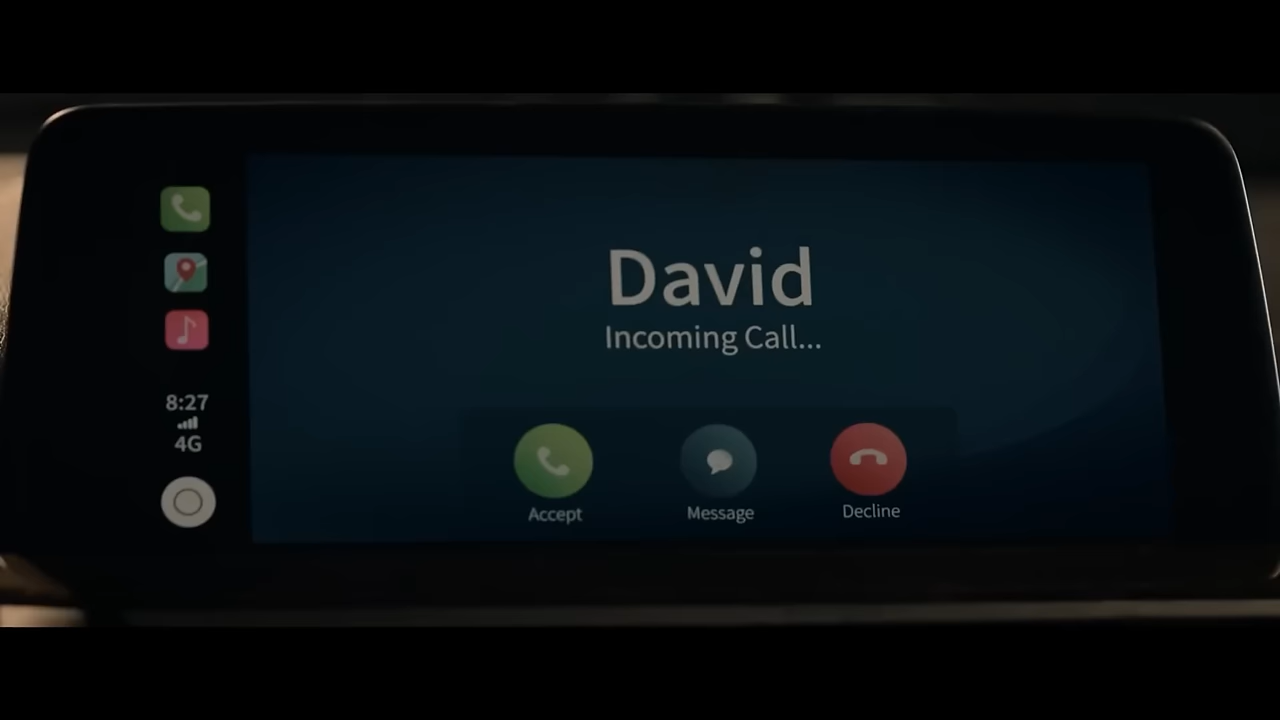 David
Incoming Call...
8:27
4G
Accept
Message
Decline